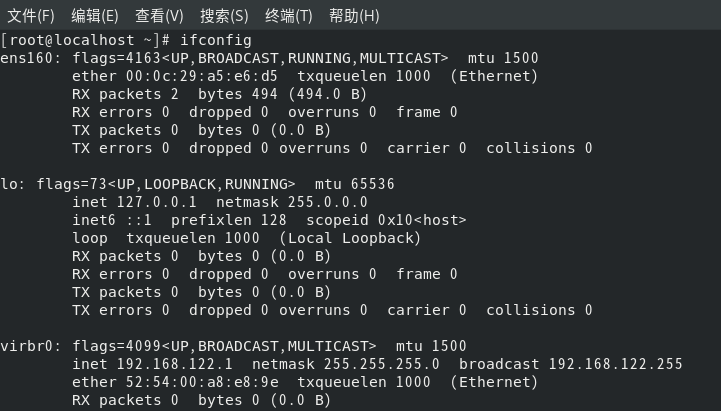 文件(F) 编辑(E) 查看(V) 搜索(S) 终端(T) 帮助(H)
[root@localhost ~]# ifconfig
ens160: flags=4163<UP,BROADCAST,RUNNING,MULTICAST>  mtu 1500
        ether 00:0c:29:a5:e6:d5  txqueuelen 1000  (Ethernet)
        RX packets 2  bytes 494 (494.0 B)
        RX errors 0  dropped 0  overruns 0  frame 0
        TX packets 0  bytes 0 (0.0 B)
        TX errors 0  dropped 0 overruns 0  carrier 0  collisions 0

lo: flags=73<UP,LOOPBACK,RUNNING>  mtu 65536
        inet 127.0.0.1  netmask 255.0.0.0
        inet6 ::1  prefixlen 128  scopeid 0x10<host>
        loop  txqueuelen 1000  (Local Loopback)
        RX packets 0  bytes 0 (0.0 B)
        RX errors 0  dropped 0  overruns 0  frame 0
        TX packets 0  bytes 0 (0.0 B)
        TX errors 0  dropped 0 overruns 0  carrier 0  collisions 0

virbr0: flags=4099<UP,BROADCAST,MULTICAST>  mtu 1500
        inet 192.168.122.1  netmask 255.255.255.0  broadcast 192.168.122.255
        ether 52:54:00:a8:e8:9e  txqueuelen 1000  (Ethernet)
        RX packets 0  bytes 0 (0.0 B)